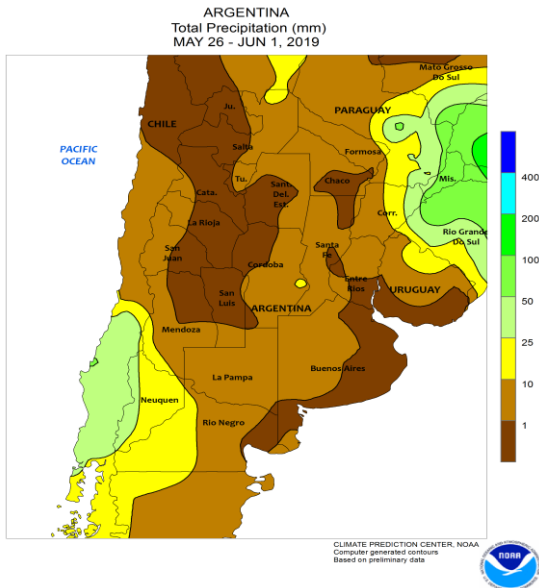 ARGENTINA
Total Precipitation (mm)
MAY 26 - JUN 1, 2019
Mato Grosso
Do Sul
Ju.
PARAGUAY
CHILE
PACIFIC
OCEAN
Salta
Formosa
Tu.
Sant.
Del.
Est.
Chaco
Mis.
Cata.
Corr.
La Rioja
Rio Grande
Do Sul
San
Juan
Santa
Fe
Cordoba
Entre
Rios
URUGUAY
San
Luis
ARGENTINA
Mendoza
La Pampa
Buenos Aires
Neuquen
Rio Negro
400
200
100
50
25
10
1
CLIMATE PREDICTION CENTER, NOAA
Computer generated contours
Based on preliminary data
NOAA